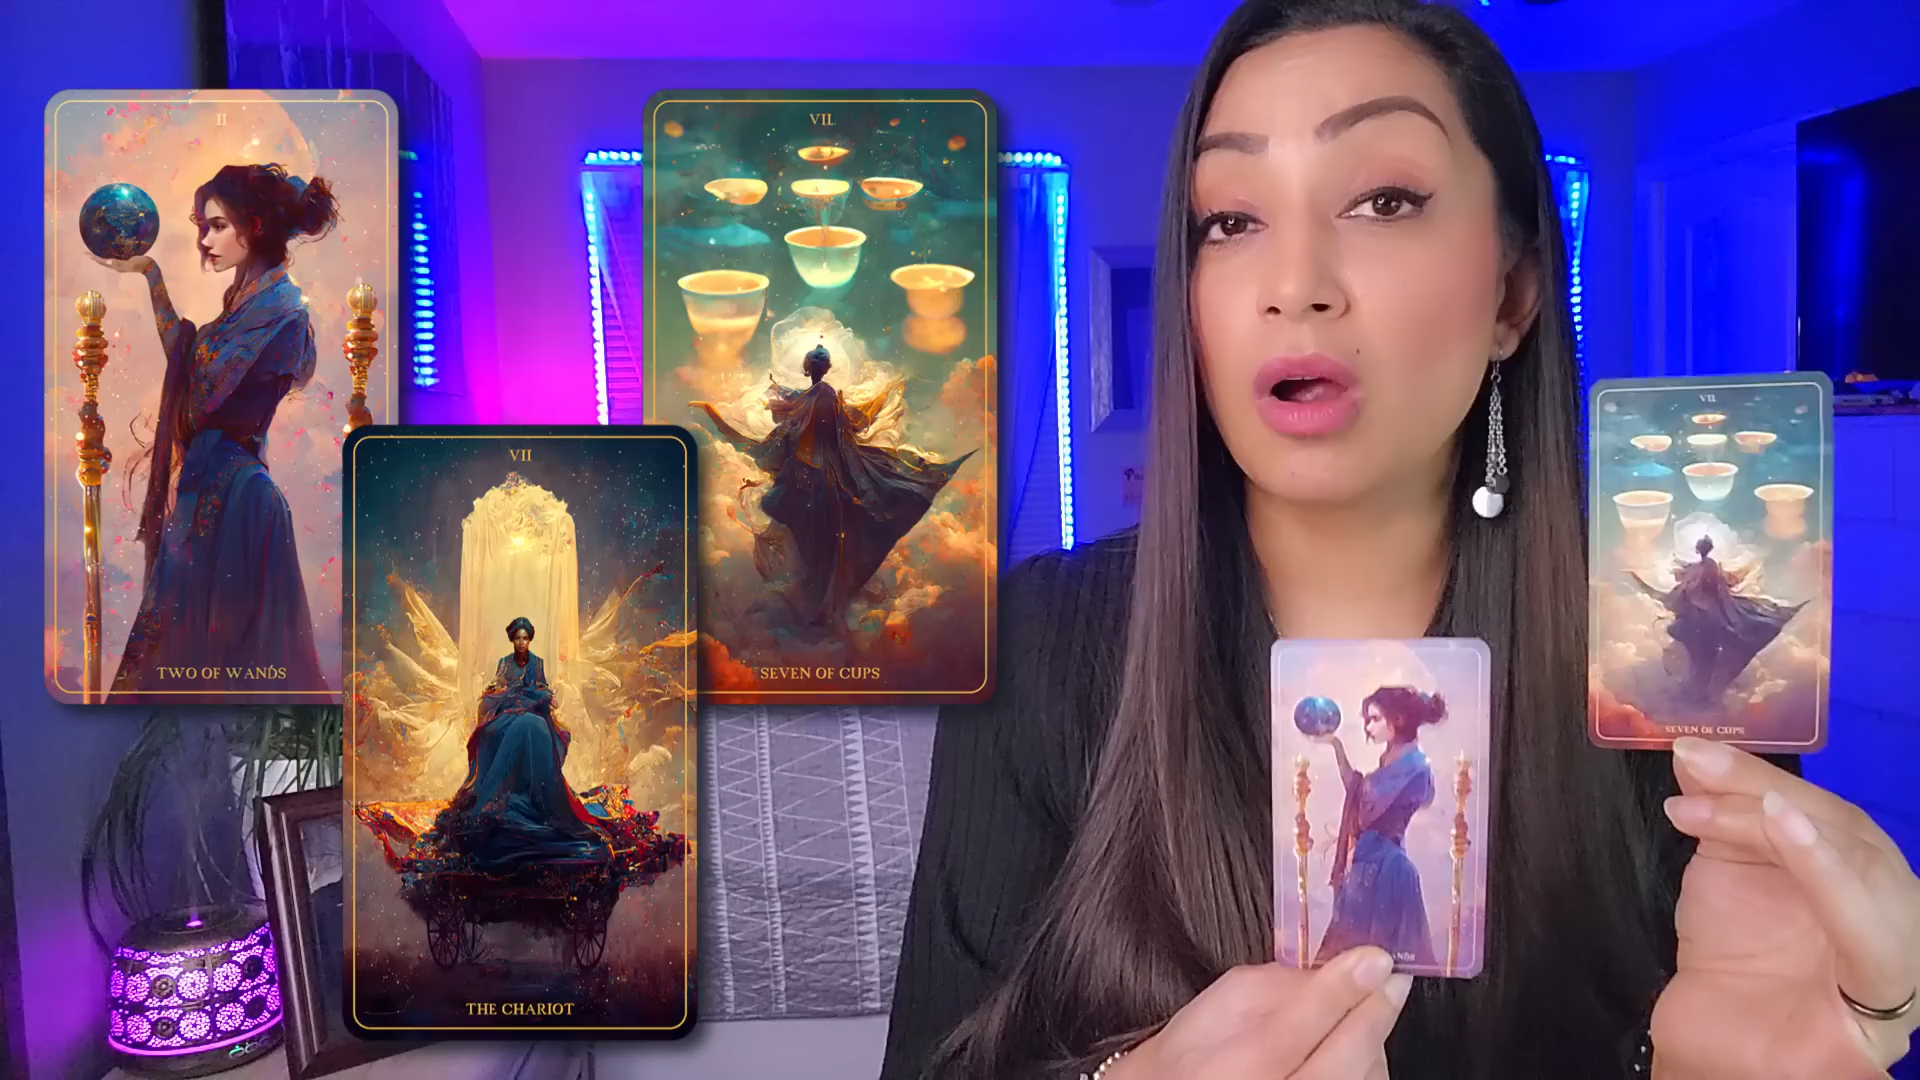 II
TWO OF WANDS
VII
THE CHARIOT
VII
SEVEN OF CUPS
VII
SEVEN OF CUPS